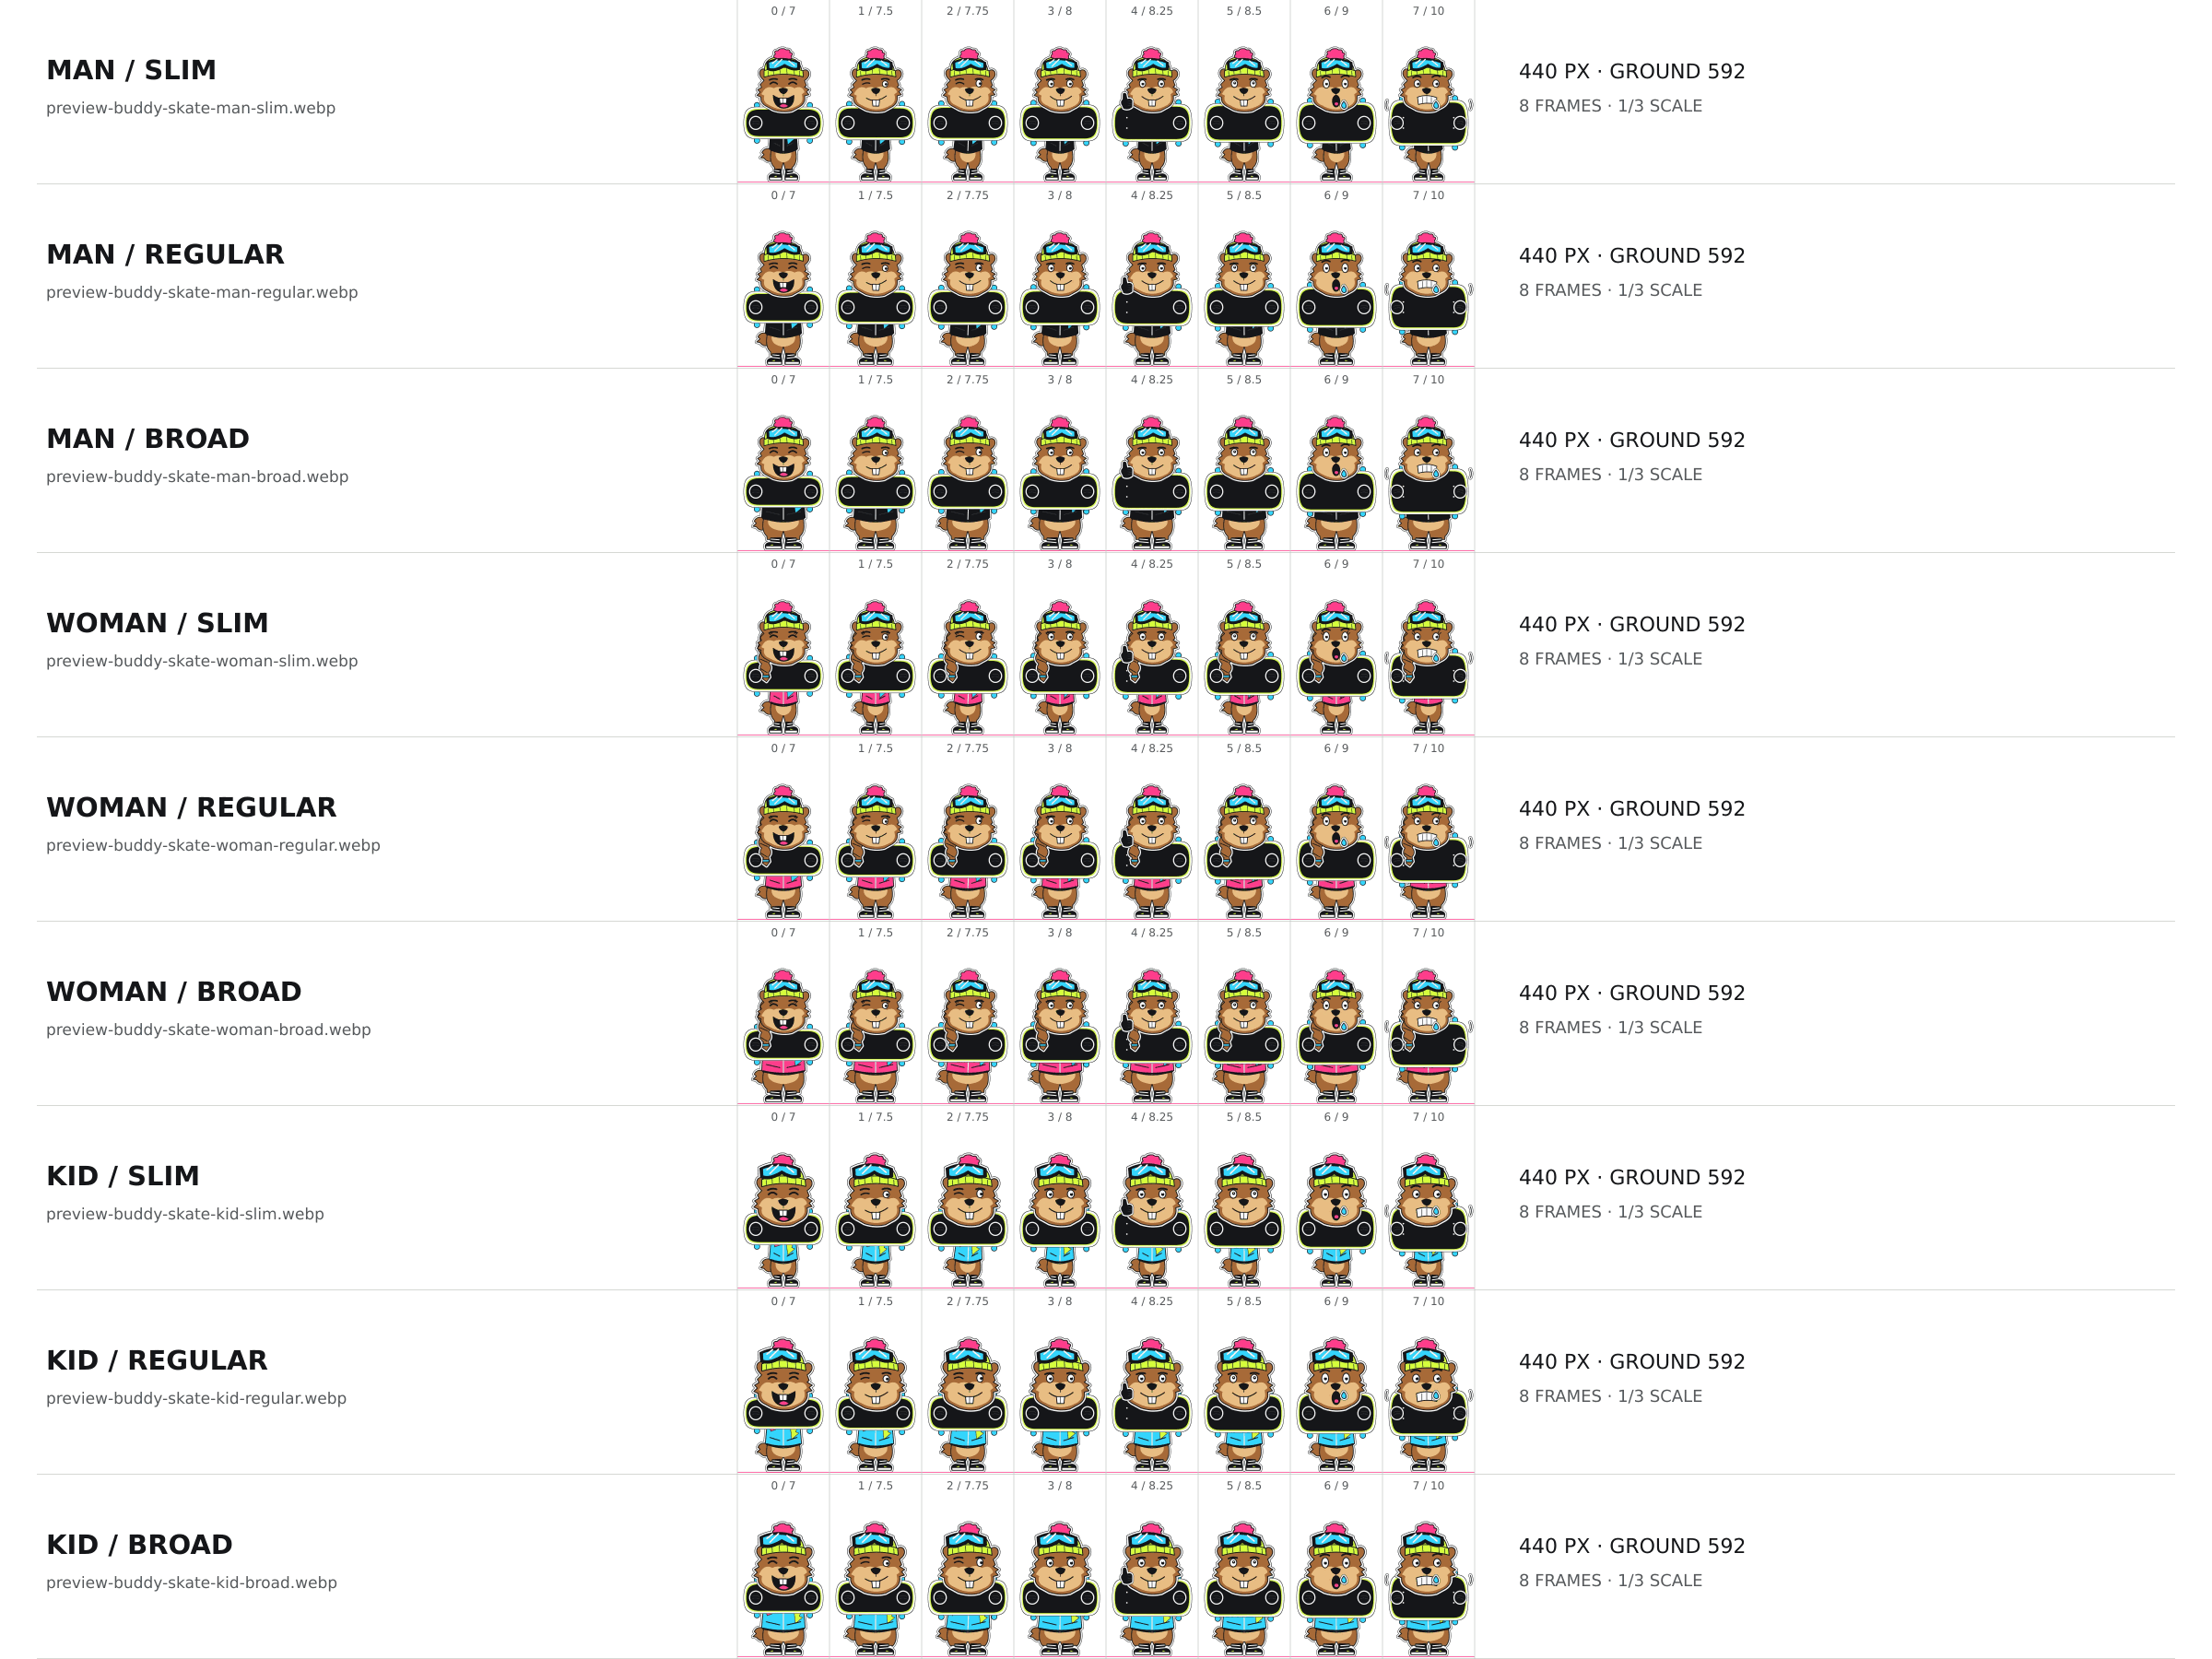 0 / 7 1 / 7.5 2 / 7.75 3 / 8 4 / 8.25 5 / 8.5 6 / 9 7 / 10
MAN / SLIM
preview-buddy-skate-man-slim.webp
440 PX · GROUND 592
8 FRAMES · 1/3 SCALE
0 / 7 1 / 7.5 2 / 7.75 3 / 8 4 / 8.25 5 / 8.5 6 / 9 7 / 10
MAN / REGULAR
preview-buddy-skate-man-regular.webp
440 PX · GROUND 592
8 FRAMES · 1/3 SCALE
0 / 7 1 / 7.5 2 / 7.75 3 / 8 4 / 8.25 5 / 8.5 6 / 9 7 / 10
MAN / BROAD
preview-buddy-skate-man-broad.webp
440 PX · GROUND 592
8 FRAMES · 1/3 SCALE
0 / 7 1 / 7.5 2 / 7.75 3 / 8 4 / 8.25 5 / 8.5 6 / 9 7 / 10
WOMAN / SLIM
preview-buddy-skate-woman-slim.webp
440 PX · GROUND 592
8 FRAMES · 1/3 SCALE
0 / 7 1 / 7.5 2 / 7.75 3 / 8 4 / 8.25 5 / 8.5 6 / 9 7 / 10
WOMAN / REGULAR
preview-buddy-skate-woman-regular.webp
440 PX · GROUND 592
8 FRAMES · 1/3 SCALE
0 / 7 1 / 7.5 2 / 7.75 3 / 8 4 / 8.25 5 / 8.5 6 / 9 7 / 10
WOMAN / BROAD
preview-buddy-skate-woman-broad.webp
440 PX · GROUND 592
8 FRAMES · 1/3 SCALE
0 / 7 1 / 7.5 2 / 7.75 3 / 8 4 / 8.25 5 / 8.5 6 / 9 7 / 10
KID / SLIM
preview-buddy-skate-kid-slim.webp
440 PX · GROUND 592
8 FRAMES · 1/3 SCALE
0 / 7 1 / 7.5 2 / 7.75 3 / 8 4 / 8.25 5 / 8.5 6 / 9 7 / 10
KID / REGULAR
preview-buddy-skate-kid-regular.webp
440 PX · GROUND 592
8 FRAMES · 1/3 SCALE
0 / 7 1 / 7.5 2 / 7.75 3 / 8 4 / 8.25 5 / 8.5 6 / 9 7 / 10
KID / BROAD
preview-buddy-skate-kid-broad.webp
440 PX · GROUND 592
8 FRAMES · 1/3 SCALE